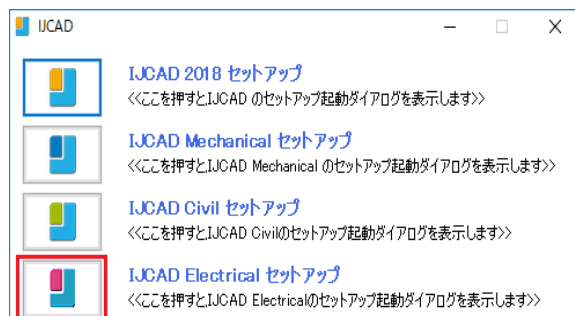 IJCAD
IJCAD 2018 セットアップ
<<ここを押すとIJCAD のセットアップ起動ダイアログを表示します>>
IJCAD Mechanical セットアップ
<<ここを押すとIJCAD Mechanical のセットアップ起動ダイアログを表示します>>
IJCAD Civil セットアップ
<<ここを押すとIJCAD Civilのセットアップ起動ダイアログを表示します>>
IJCAD Electrical セットアップ
<<ここを押すとIJCAD Electricalのセットアップ起動ダイアログを表示します>>